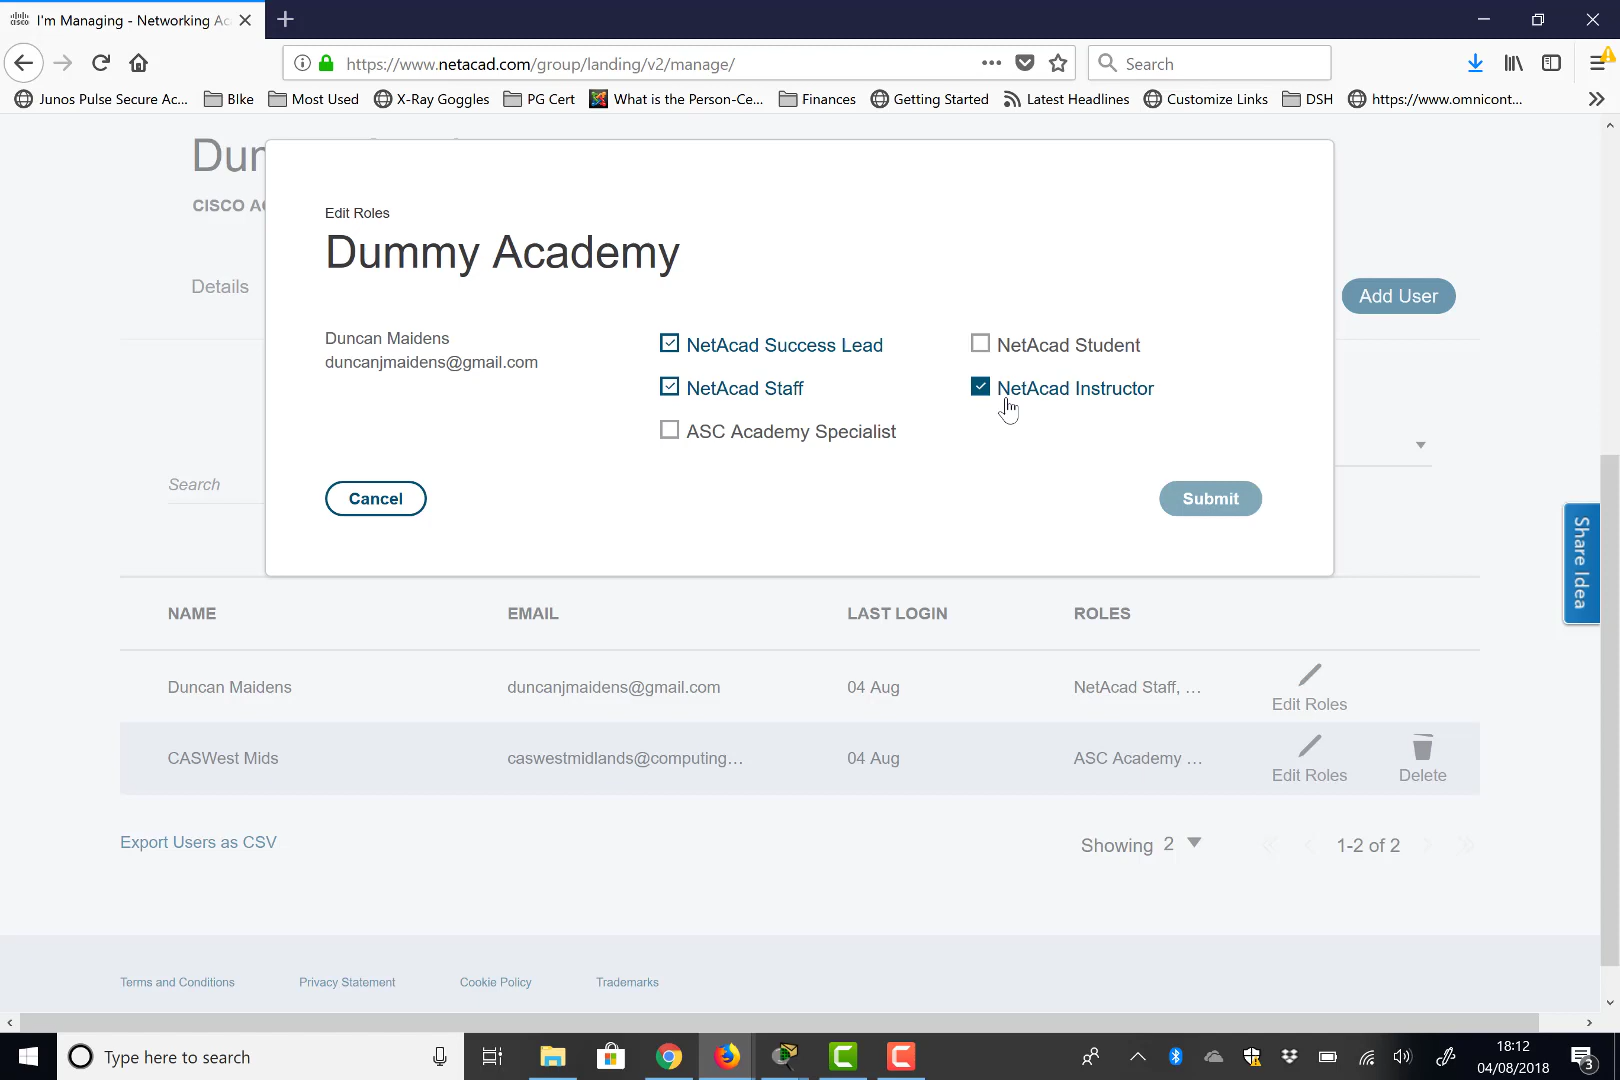 I'm Managing - Networking Ac
https://www.netacad.com/group/landing/v2/manage/
Search
Junos Pulse Secure Ac...
BIke
Most Used
X-Ray Goggles
PG Cert
What is the Person-Ce...
Finances
Getting Started
Latest Headlines
Customize Links
DSH
https://www.omnicont...
Dun
CISCO A
Details
Add User
Edit Roles
Dummy Academy
Duncan Maidens
duncanjmaidens@gmail.com
NetAcad Success Lead
NetAcad Student
NetAcad Staff
NetAcad Instructor
ASC Academy Specialist
Cancel
Submit
Search
Share Idea
NAME EMAIL LAST LOGIN ROLES
Duncan Maidens duncanjmaidens@gmail.com 04 Aug NetAcad Staff, ... Edit Roles
CASWest Mids caswestmidlands@computing... 04 Aug ASC Academy ... Edit Roles Delete
Export Users as CSV
Showing 2
1-2 of 2
Terms and Conditions
Privacy Statement
Cookie Policy
Trademarks
Type here to search
18:12
04/08/2018
3